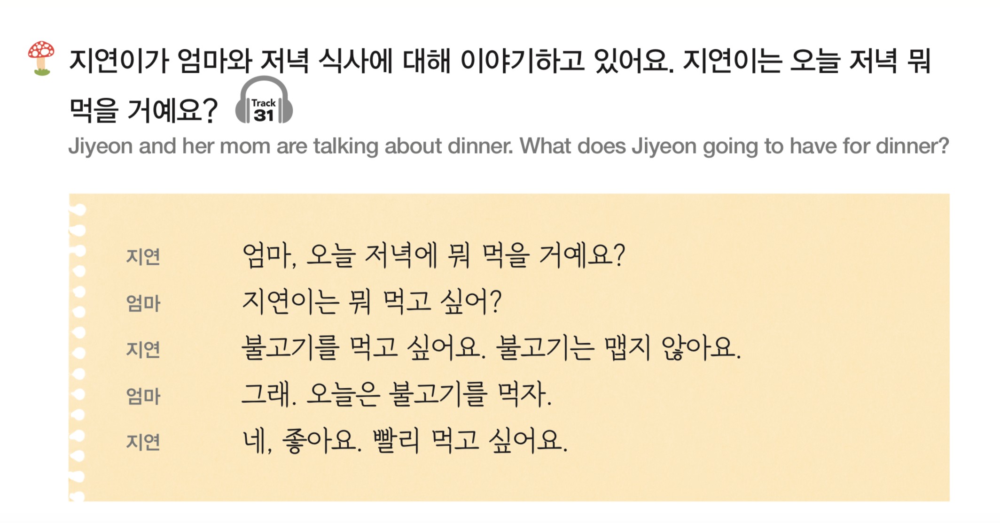 지연이가 엄마와 저녁 식사에 대해 이야기하고 있어요. 지연이는 오늘 저녁 뭐
먹을 거예요? Track 31
Jiyeon and her mom are talking about dinner. What does Jiyeon going to have for dinner?
지연 엄마, 오늘 저녁에 뭐 먹을 거예요?
엄마 지연이는 뭐 먹고 싶어?
지연 불고기를 먹고 싶어요. 불고기는 맵지 않아요.
엄마 그래. 오늘은 불고기를 먹자.
지연 네, 좋아요. 빨리 먹고 싶어요.